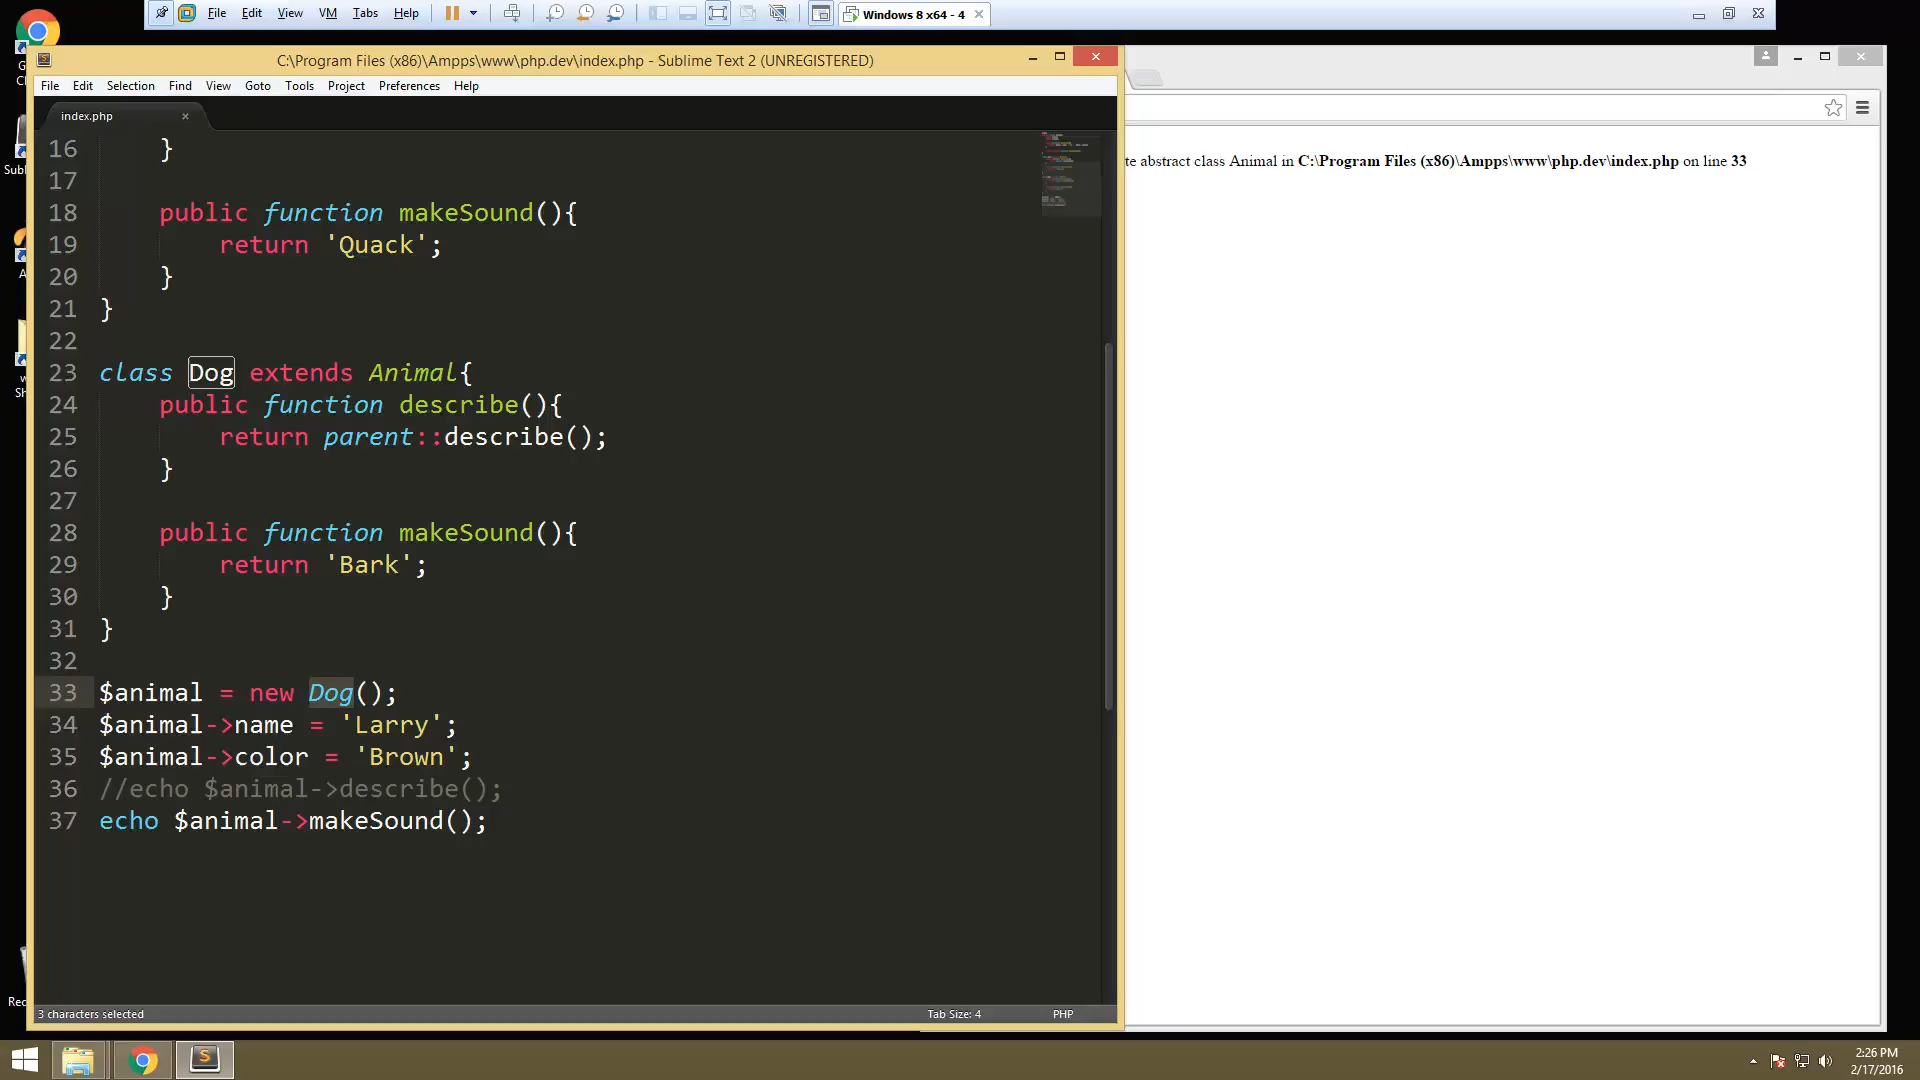 File Edit View VM Tabs Help
Windows 8 x64 - 4
C:\Program Files (x86)\Ampps\www\php.dev\index.php - Sublime Text 2 (UNREGISTERED)
File Edit Selection Find View Goto Tools Project Preferences Help
index.php
te abstract class Animal in C:\Program Files (x86)\Ampps\www\php.dev\index.php on line 33
16 }
17
18 public function makeSound(){
19 return 'Quack';
20 }
21 }
22
23 class Dog extends Animal{
24 public function describe(){
25 return parent::describe();
26 }
27
28 public function makeSound(){
29 return 'Bark';
30 }
31 }
32
33 $animal = new Dog();
34 $animal->name = 'Larry';
35 $animal->color = 'Brown';
36 //echo $animal->describe();
37 echo $animal->makeSound();
3 characters selected
Tab Size: 4
PHP
2:26 PM
2/17/2016